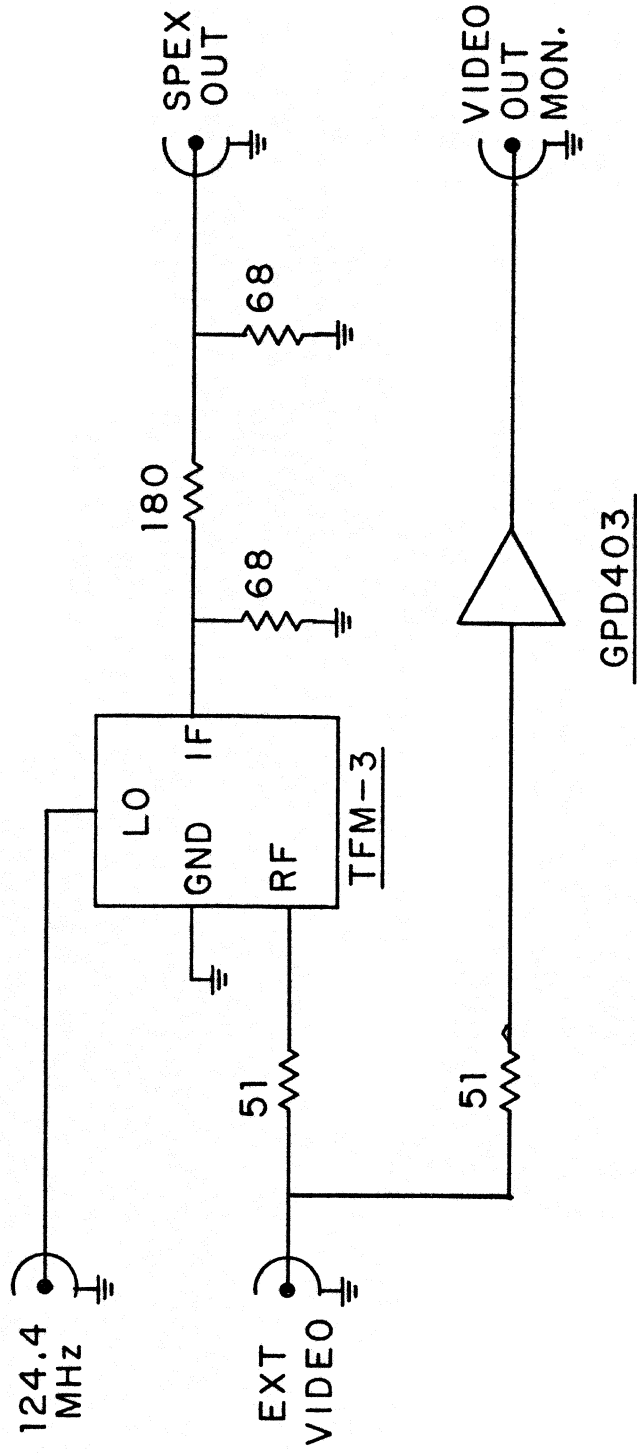 124.4
MHz
EXT
VIDEO
51
51
LO
GND
IF
RF
TFM-3
68
180
68
GPD403
SPEX
OUT
VIDEO
OUT
MON.